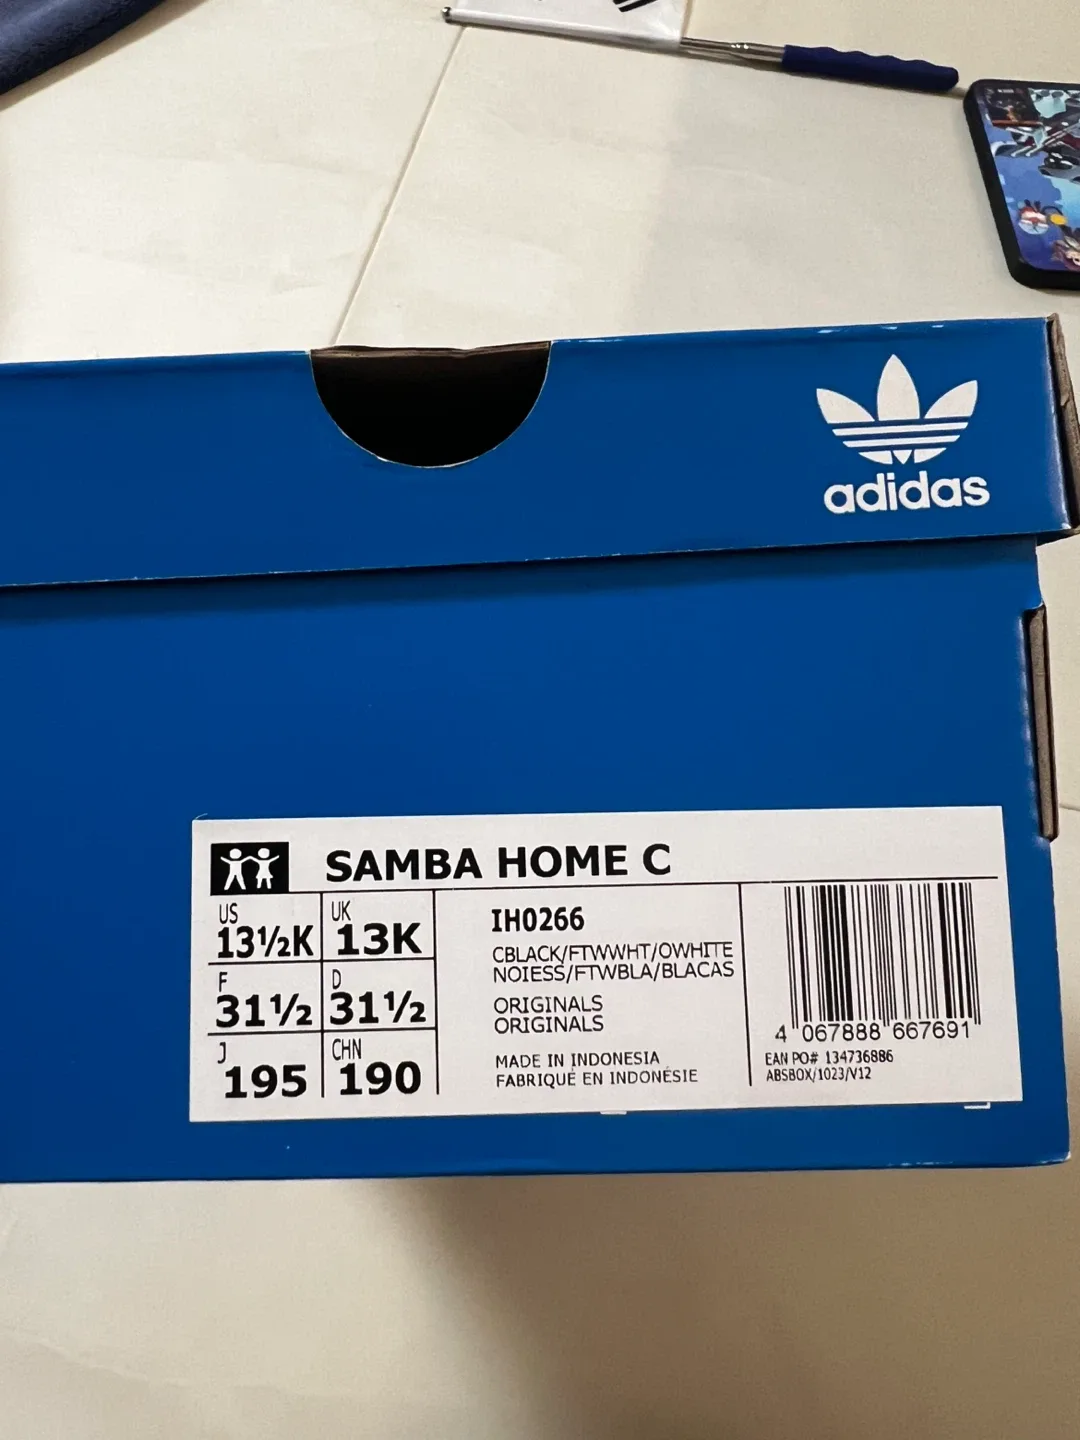 adidas
SAMBA HOME C
US
13½K
UK
13K
F
31½
D
31½
J
195
CHN
190
IH0266
CBLACK/FTWWHT/OWHITE
NOIESS/FTWBLA/BLACAS
ORIGINALS
ORIGINALS
MADE IN INDONESIA
FABRIQUÉ EN INDONÉSIE
4 067888 667691
EAN PO# 134736886
ABSBOX/1023/V12